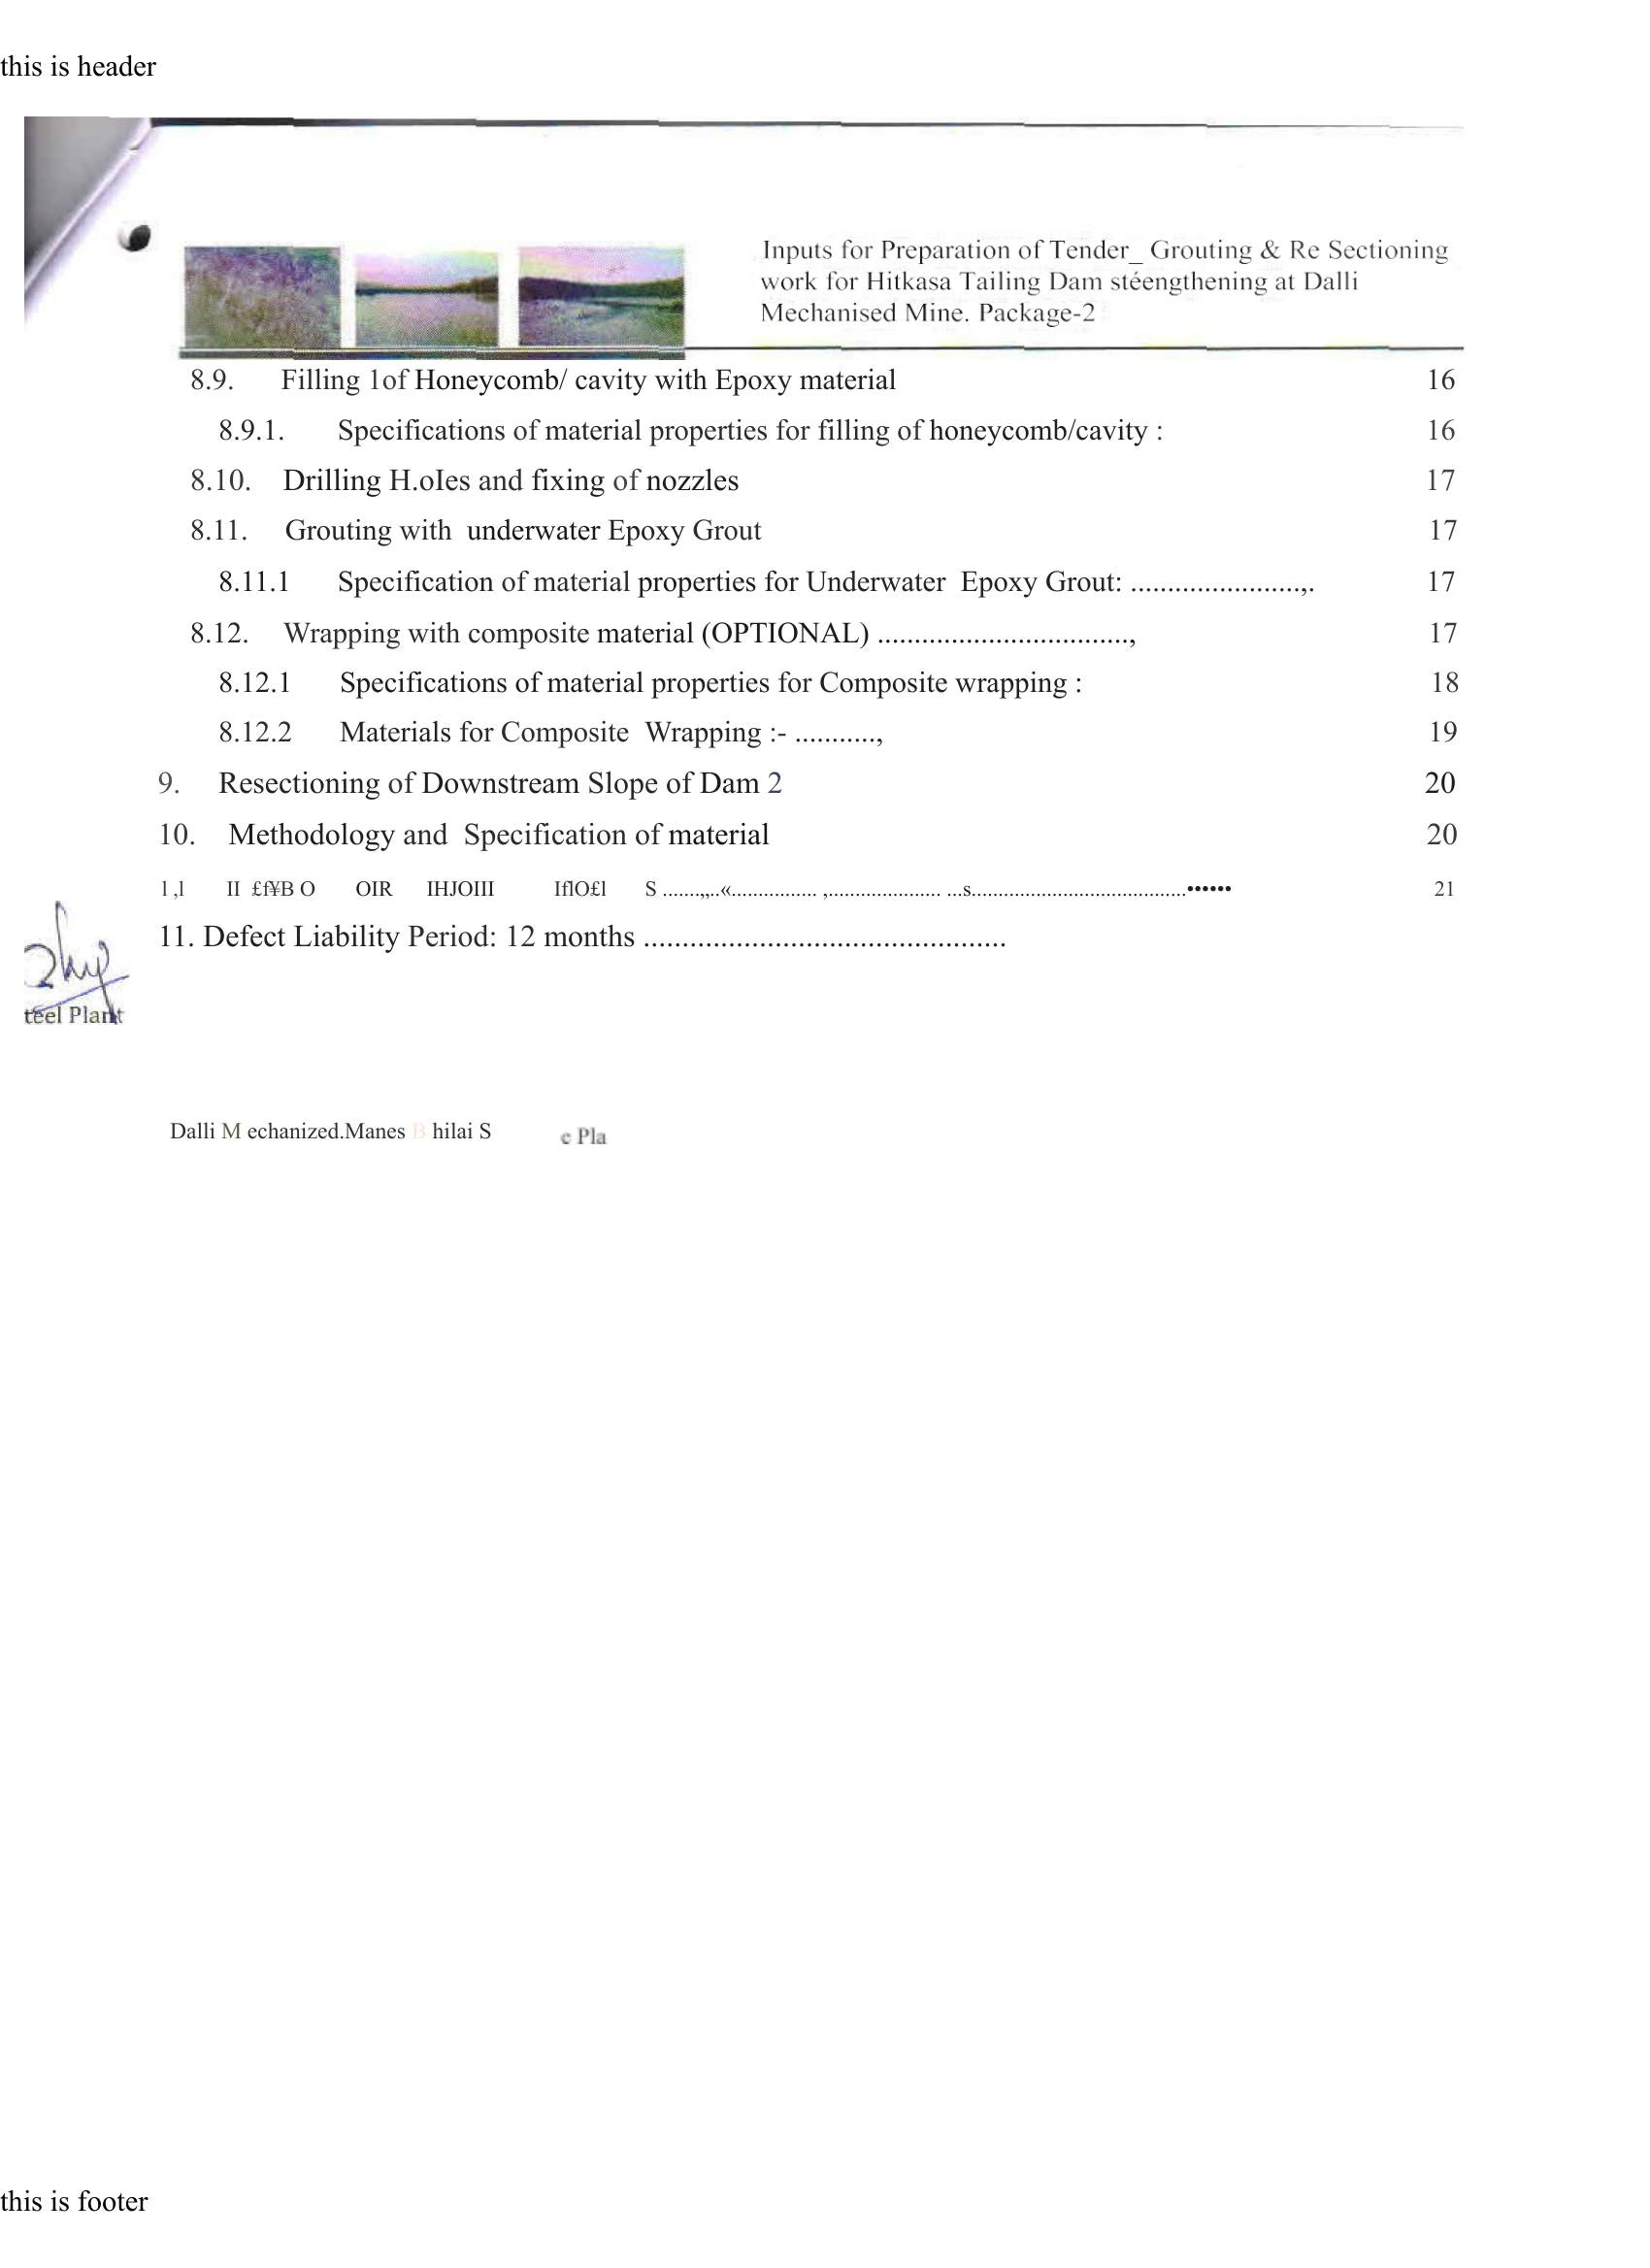 this is header
Inputs for Preparation of Tender_ Grouting & Re Sectioning
work for Hitkasa Tailing Dam stéengthening at Dalli
Mechanised Mine. Package-2
8.9. Filling 1of Honeycomb/ cavity with Epoxy material 16
8.9.1. Specifications of material properties for filling of honeycomb/cavity : 16
8.10. Drilling H.oIes and fixing of nozzles 17
8.11. Grouting with underwater Epoxy Grout 17
8.11.1 Specification of material properties for Underwater Epoxy Grout: .......................,. 17
8.12. Wrapping with composite material (OPTIONAL) .................................., 17
8.12.1 Specifications of material properties for Composite wrapping : 18
8.12.2 Materials for Composite Wrapping :- ..........., 19
9. Resectioning of Downstream Slope of Dam 2 20
10. Methodology and Specification of material 20
l ,l II £f¥B O OIR IHJOIII IflO£l S .......,,..«................ ,..................... ...s........................................•••••• 21
11. Defect Liability Period: 12 months ............................................
teel Plant
Dalli M echanized.Manes B hilai S e Pla
this is footer